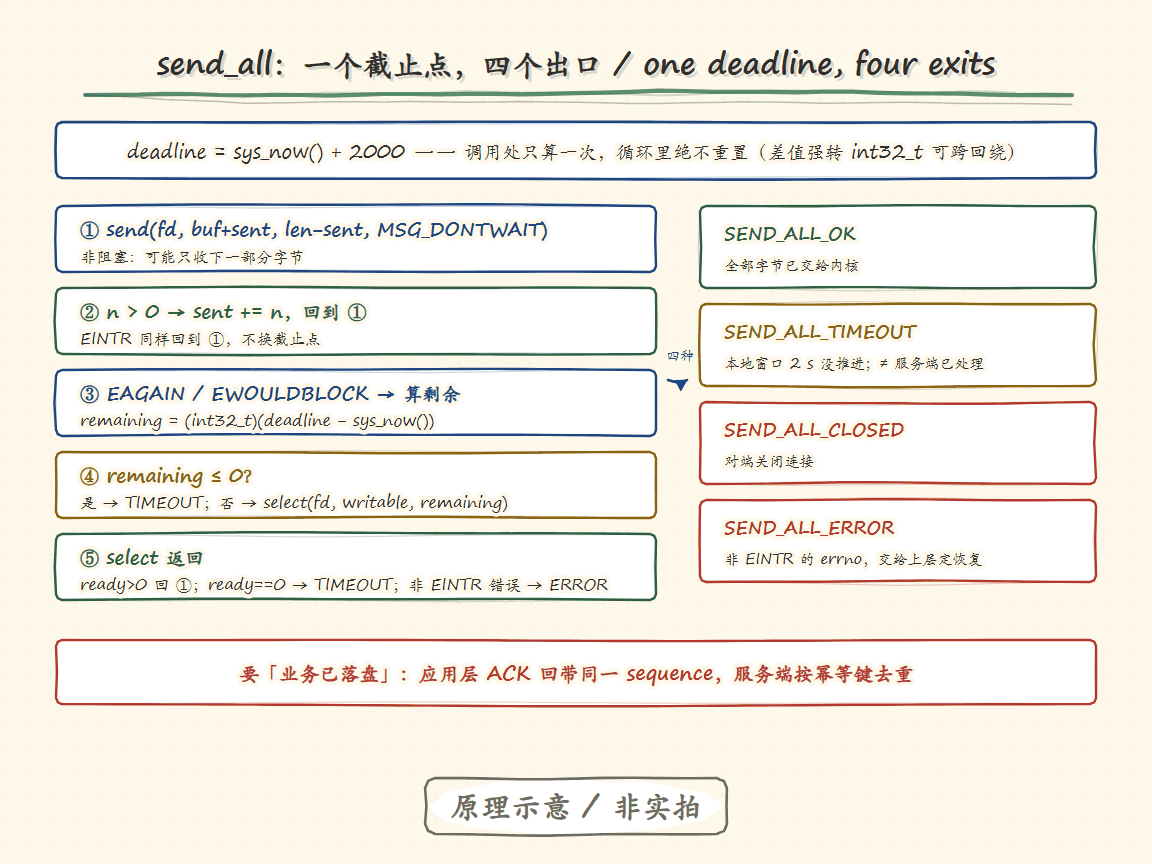 send_all：一个截止点，四个出口 / one deadline, four exits
deadline = sys_now() + 2000 —— 调用处只算一次，循环里绝不重置（差值强转 int32_t 可跨回绕）
① send(fd, buf+sent, len−sent, MSG_DONTWAIT)
非阻塞：可能只收下一部分字节
② n > 0 → sent += n，回到 ①
EINTR 同样回到 ①，不换截止点
③ EAGAIN / EWOULDBLOCK → 算剩余
remaining = (int32_t)(deadline − sys_now())
④ remaining ≤ 0?
是 → TIMEOUT；否 → select(fd, writable, remaining)
⑤ select 返回
ready>0 回 ①；ready==0 → TIMEOUT；非 EINTR 错误 → ERROR
四种
SEND_ALL_OK
全部字节已交给内核
SEND_ALL_TIMEOUT
本地窗口 2 s 没推进；≠ 服务端已处理
SEND_ALL_CLOSED
对端关闭连接
SEND_ALL_ERROR
非 EINTR 的 errno，交给上层定恢复
要「业务已落盘」：应用层 ACK 回带同一 sequence，服务端按幂等键去重
原理示意 / 非实拍